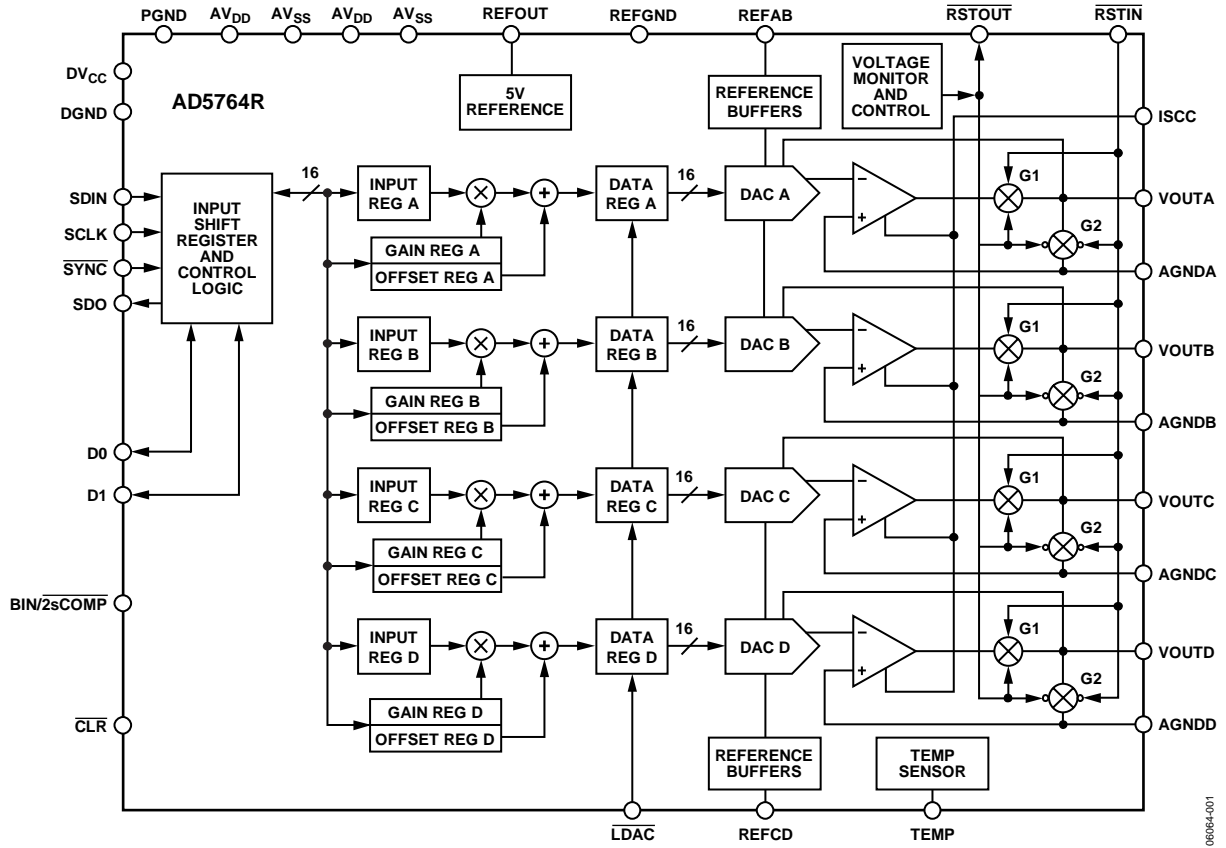 PGND AVDD AVSS AVDD AVSS REFOUT REFGND REFAB RSTOUT RSTIN
DVCC
DGND
AD5764R
5V
REFERENCE
REFERENCE
BUFFERS
VOLTAGE
MONITOR
AND
CONTROL
ISCC
SDIN
SCLK
SYNC
SDO
INPUT
SHIFT
REGISTER
AND
CONTROL
LOGIC
16
INPUT
REG A
×
+
GAIN REG A
OFFSET REG A
DATA
REG A
16
DAC A
−
+
G1
G2
VOUTA
AGNDA
INPUT
REG B
×
+
GAIN REG B
OFFSET REG B
DATA
REG B
16
DAC B
−
+
G1
G2
VOUTB
AGNDB
D0
D1
INPUT
REG C
×
+
GAIN REG C
OFFSET REG C
DATA
REG C
16
DAC C
−
+
G1
G2
VOUTC
AGNDC
BIN/2sCOMP
INPUT
REG D
×
+
GAIN REG D
OFFSET REG D
DATA
REG D
16
DAC D
−
+
G1
G2
VOUTD
AGNDD
CLR
REFERENCE
BUFFERS
TEMP
SENSOR
LDAC REFCD TEMP
06064-001